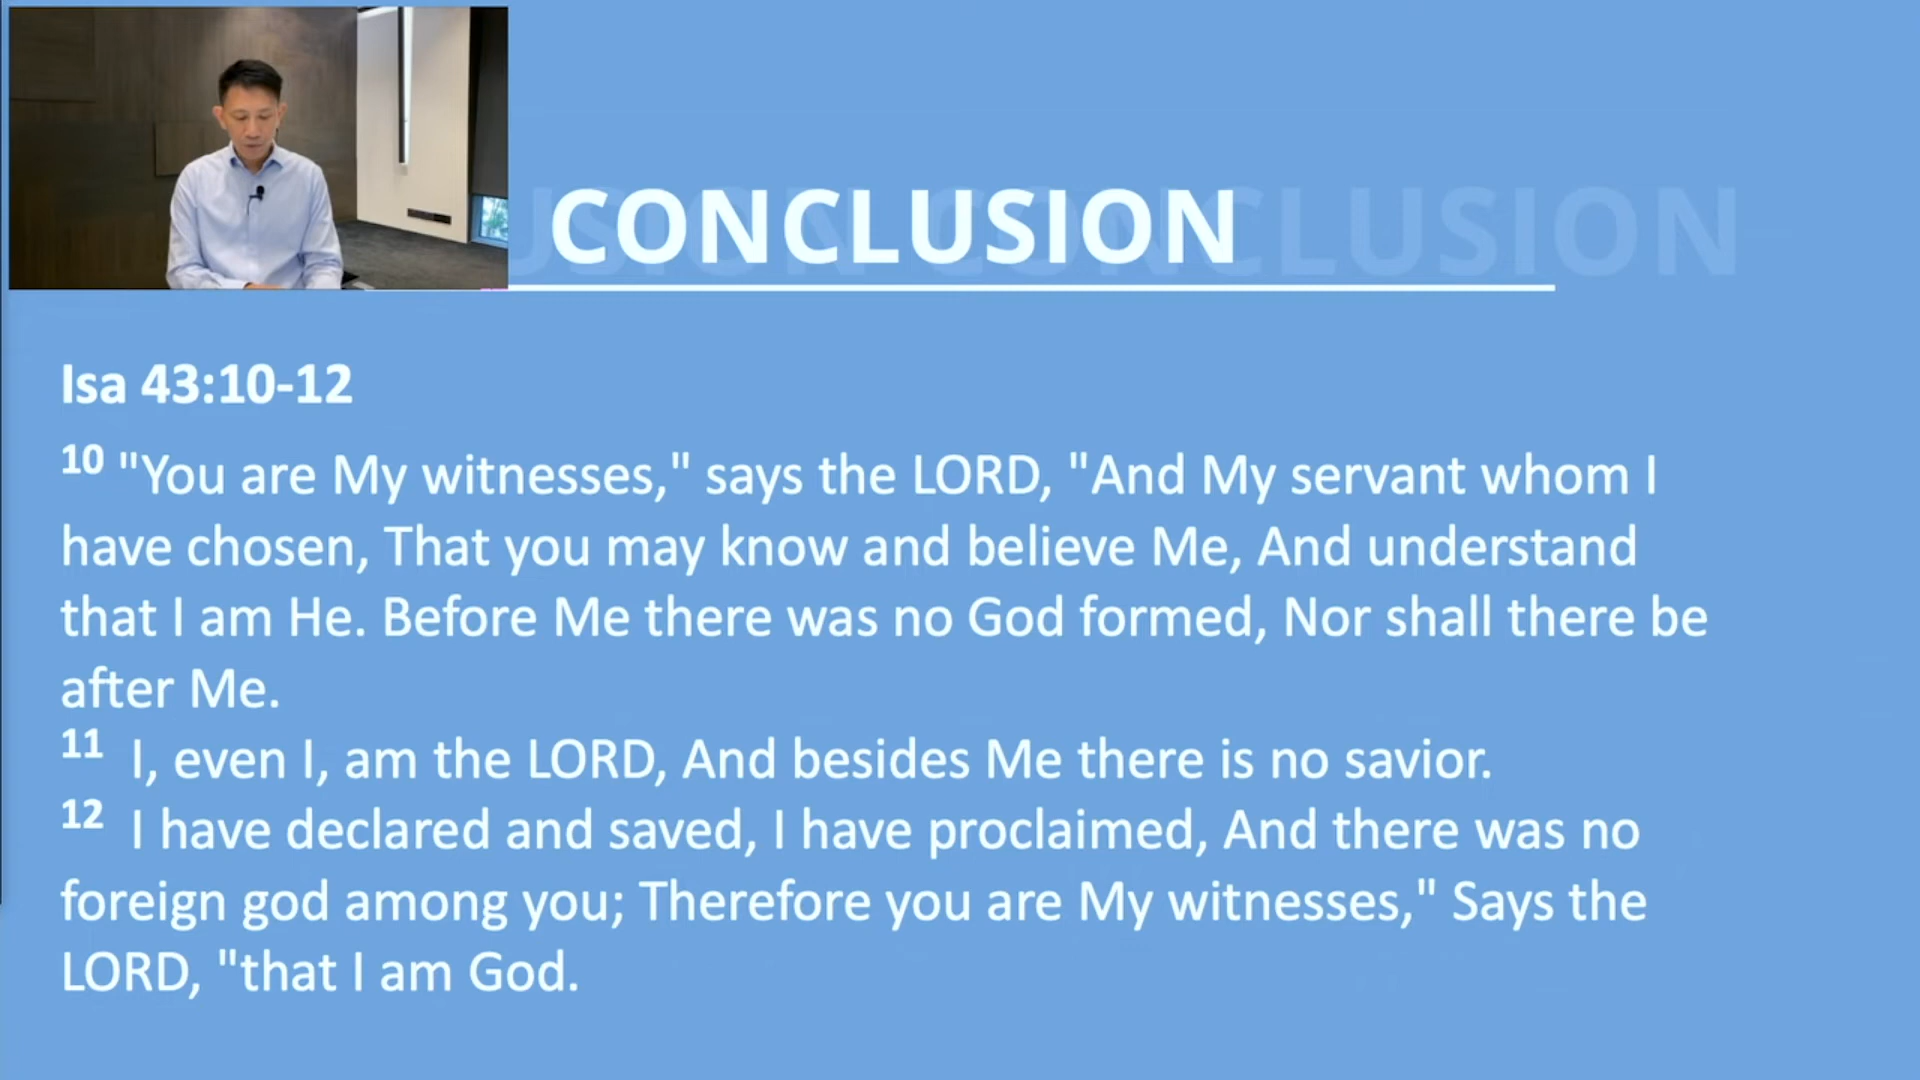 CONCLUSION
USION CONCLUSION
Isa 43:10-12
10 "You are My witnesses," says the LORD, "And My servant whom I
have chosen, That you may know and believe Me, And understand
that I am He. Before Me there was no God formed, Nor shall there be
after Me.
11 I, even I, am the LORD, And besides Me there is no savior.
12 I have declared and saved, I have proclaimed, And there was no
foreign god among you; Therefore you are My witnesses," Says the
LORD, "that I am God.